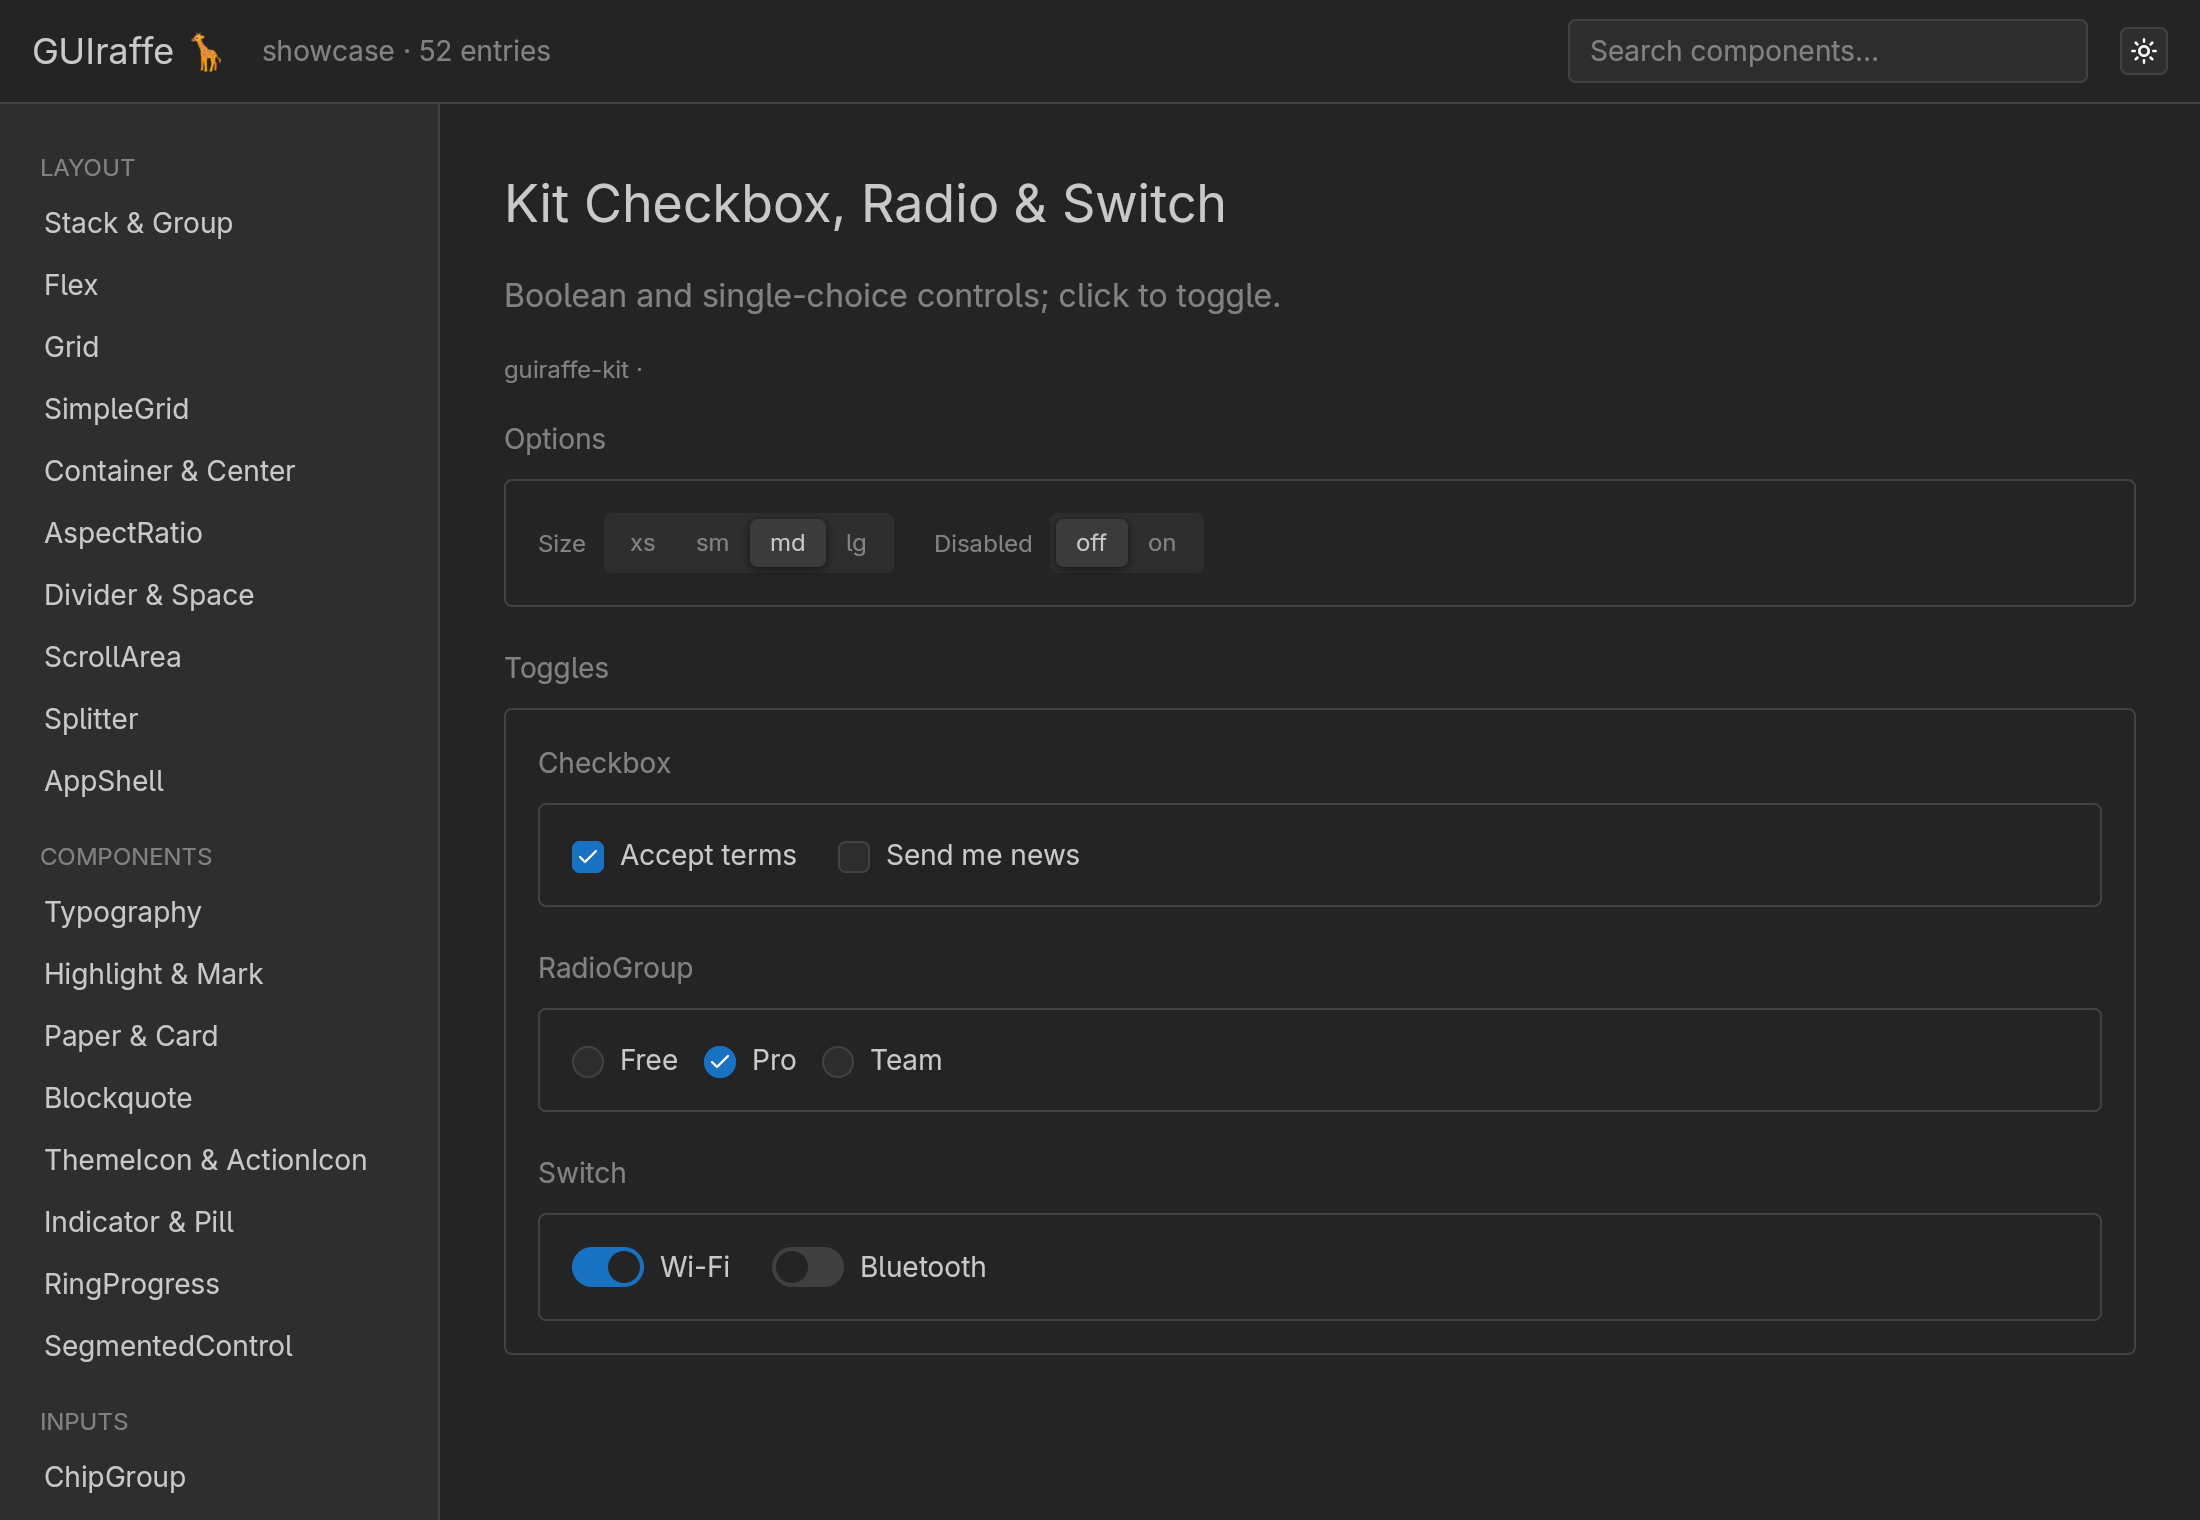 GUIraffe 🦒 showcase · 52 entries Search components...
LAYOUT
Stack & Group
Flex
Grid
SimpleGrid
Container & Center
AspectRatio
Divider & Space
ScrollArea
Splitter
AppShell
COMPONENTS
Typography
Highlight & Mark
Paper & Card
Blockquote
ThemeIcon & ActionIcon
Indicator & Pill
RingProgress
SegmentedControl
INPUTS
ChipGroup
Kit Checkbox, Radio & Switch
Boolean and single-choice controls; click to toggle.
guiraffe-kit ·
Options
Size xs sm md lg Disabled off on
Toggles
Checkbox
Accept terms Send me news
RadioGroup
Free Pro Team
Switch
Wi-Fi Bluetooth